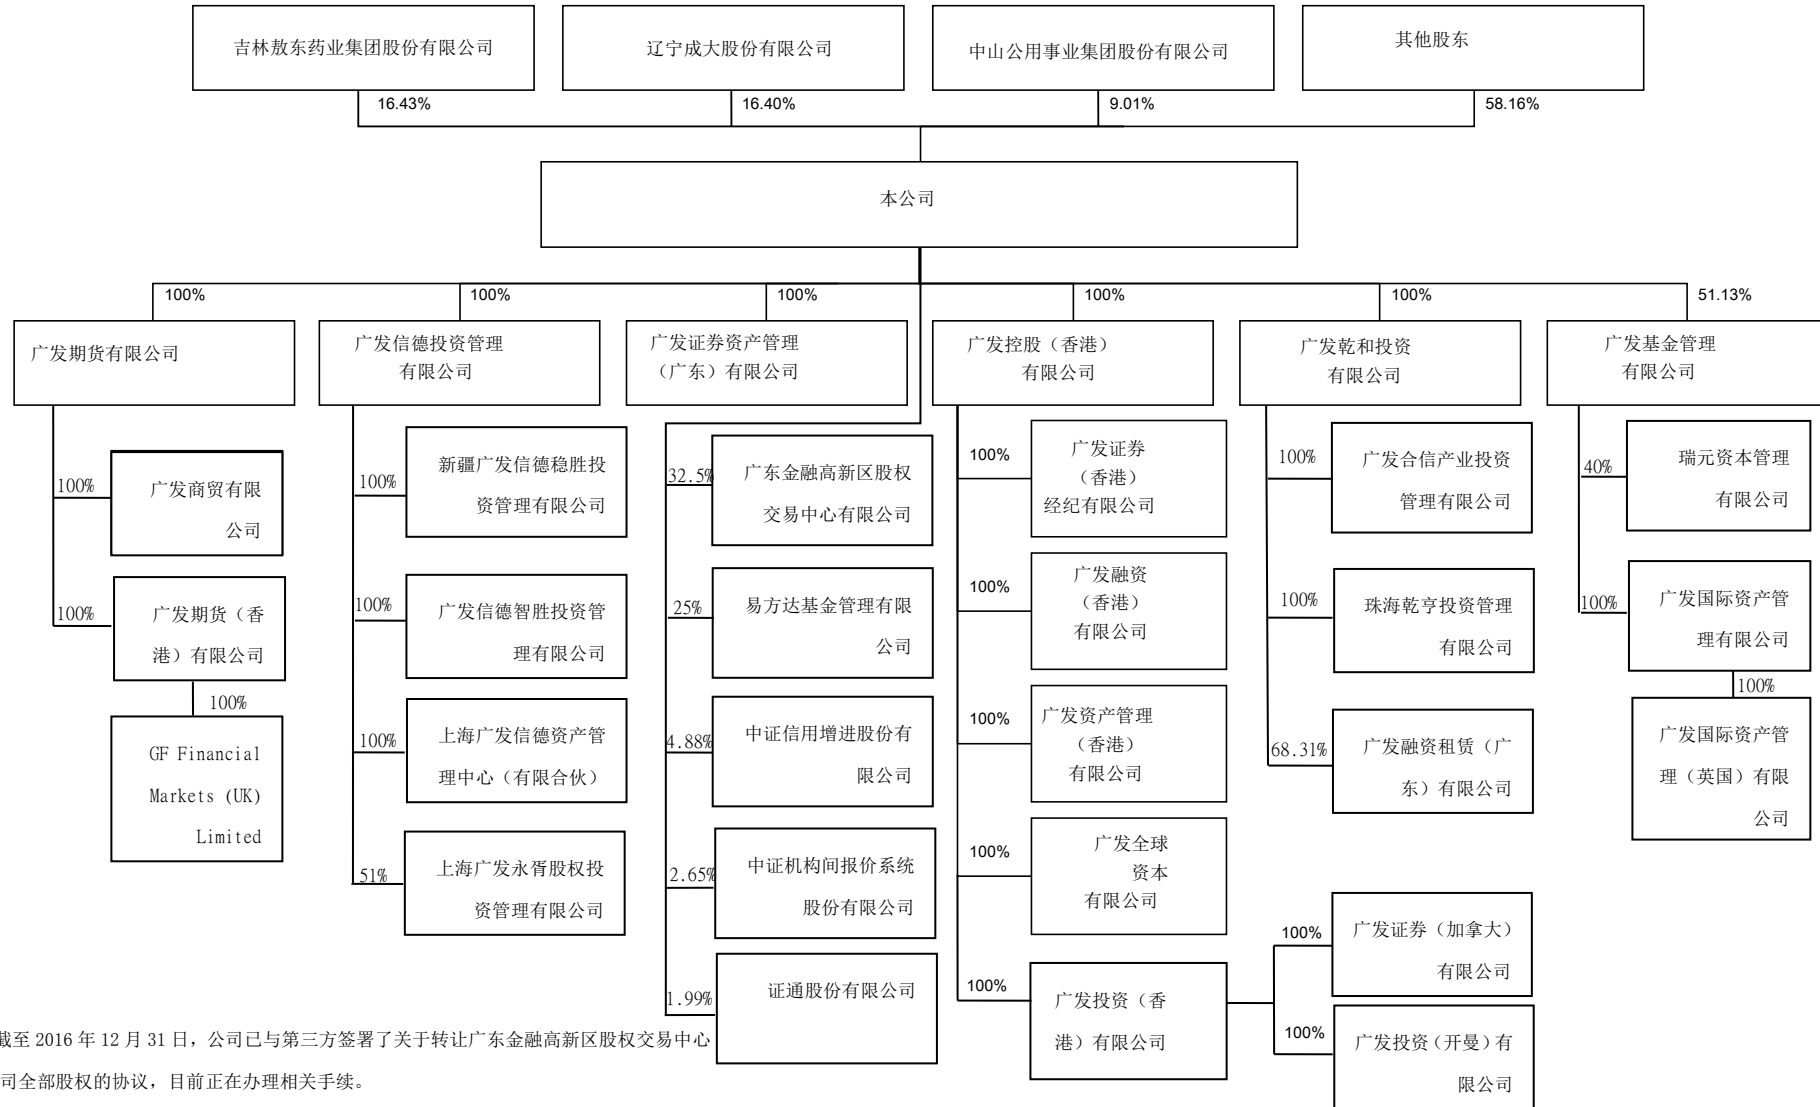 吉林敖东药业集团股份有限公司
辽宁成大股份有限公司
中山公用事业集团股份有限公司
其他股东
16.43%
16.40%
9.01%
58.16%
本公司
100%
100%
100%
100%
100%
51.13%
广发期货有限公司
广发信德投资管理
有限公司
广发证券资产管理
（广东）有限公司
广发控股（香港）
有限公司
广发乾和投资
有限公司
广发基金管理
有限公司
100%
广发商贸有限
公司
100%
广发期货（香
港）有限公司
100%
GF Financial
Markets (UK)
Limited
100%
新疆广发信德稳胜投
资管理有限公司
100%
广发信德智胜投资管
理有限公司
100%
上海广发信德资产管
理中心（有限合伙）
51%
上海广发永胥股权投
资管理有限公司
32.5%
广东金融高新区股权
交易中心有限公司
25%
易方达基金管理有限
公司
4.88%
中证信用增进股份有
限公司
2.65%
中证机构间报价系统
股份有限公司
1.99%
证通股份有限公司
100%
广发证券
（香港）
经纪有限公司
100%
广发融资
（香港）
有限公司
100%
广发资产管理
（香港）
有限公司
100%
广发全球
资本
有限公司
100%
广发投资（香
港）有限公司
100%
广发证券（加拿大）
有限公司
100%
广发投资（开曼）有
限公司
100%
广发合信产业投资
管理有限公司
100%
珠海乾亨投资管理
有限公司
68.31%
广发融资租赁（广
东）有限公司
40%
瑞元资本管理
有限公司
100%
广发国际资产管
理有限公司
100%
广发国际资产管
理（英国）有限
公司
截至 2016 年 12 月 31 日，公司已与第三方签署了关于转让广东金融高新区股权交易中心
司全部股权的协议，目前正在办理相关手续。